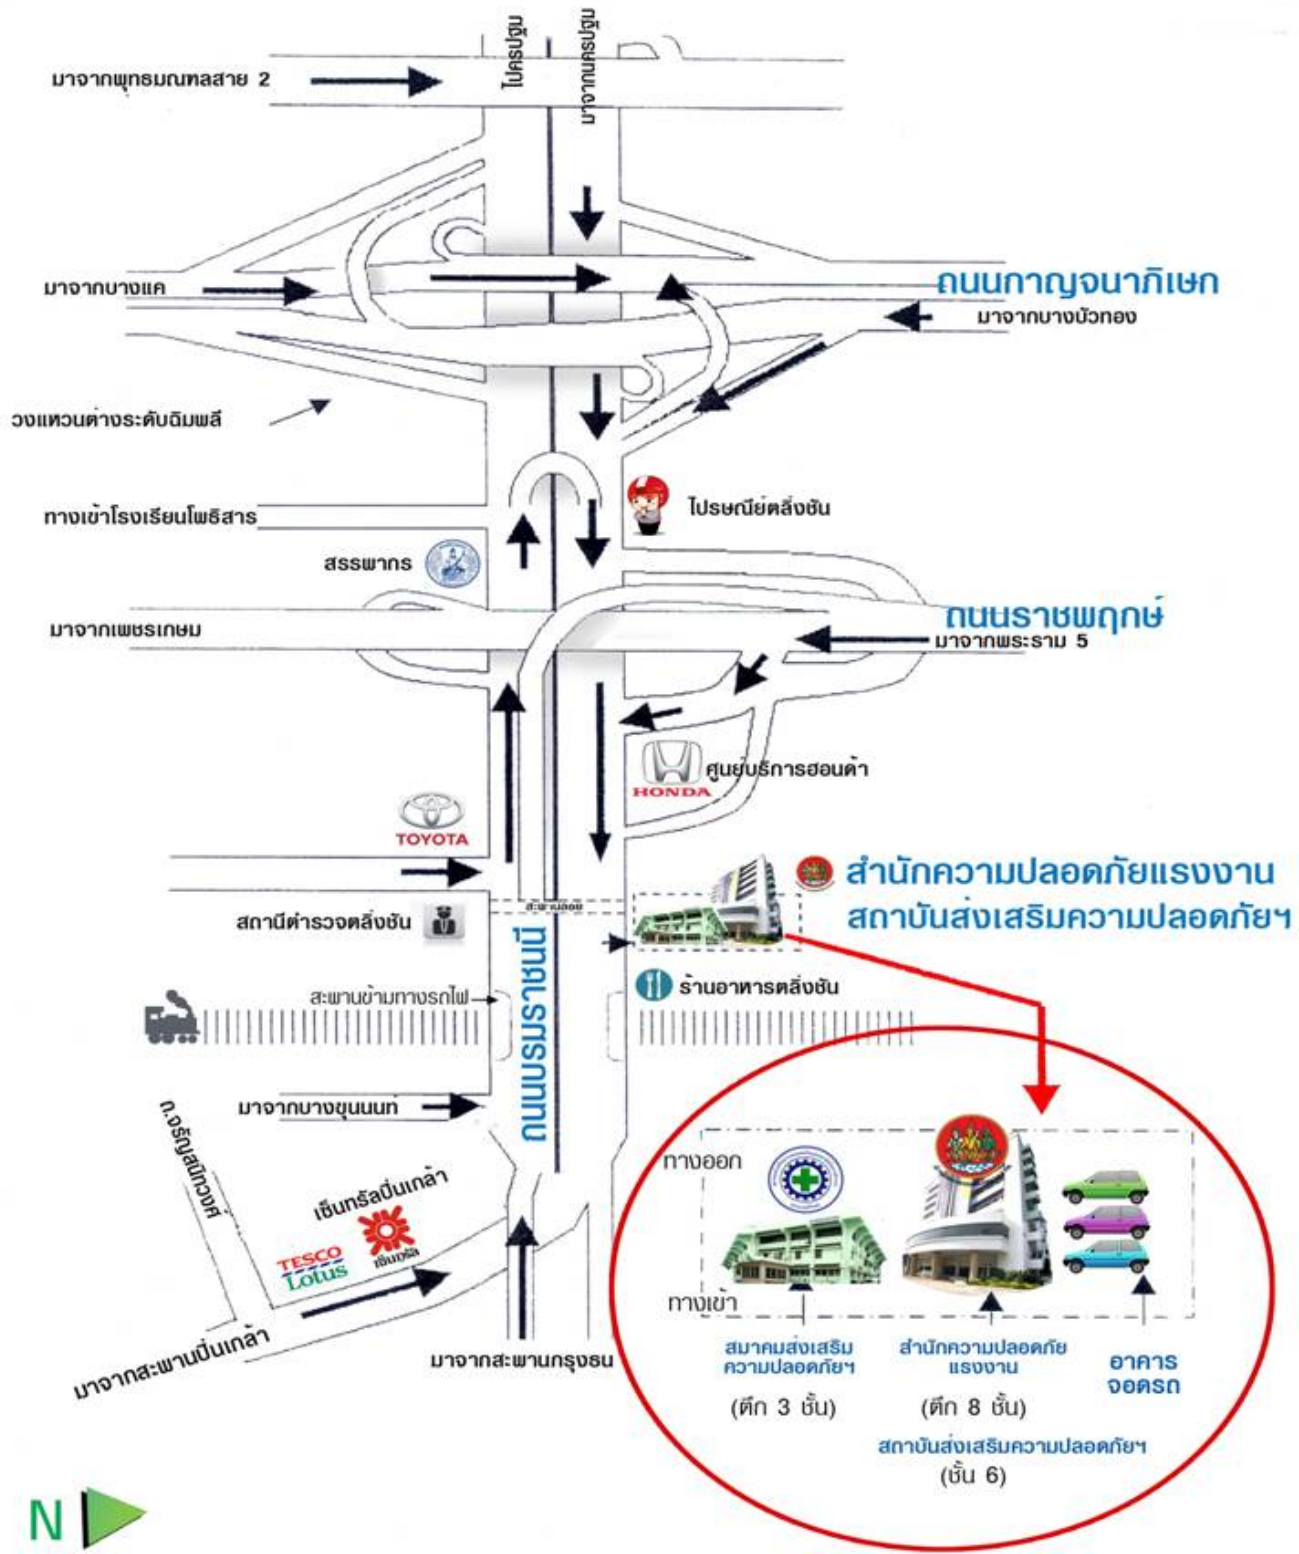 ไปนครปฐม
มาจากนครปฐม
มาจากพุทธมณฑลสาย 2
ถนนกาญจนาภิเษก
มาจากบางแค
มาจากบางบัวทอง
วงแหวนต่างระดับฉิมพลี
ไปรษณีย์ตลิ่งชัน
ทางเข้าโรงเรียนโพธิสาร
สรรพากร
ถนนราชพฤกษ์
มาจากเพชรเกษม
มาจากพระราม 5
ศูนย์บริการฮอนด้า
HONDA
TOYOTA
สำนักความปลอดภัยแรงงาน
สถาบันส่งเสริมความปลอดภัยฯ
สะพานลอย
สถานีตำรวจตลิ่งชัน
ถนนบรมราชนนี
ร้านอาหารตลิ่งชัน
สะพานข้ามทางรถไฟ
มาจากบางขุนนนท์
ถ.จรัญสนิทวงศ์
เซ็นทรัลปิ่นเกล้า
TESCO
Lotus
เซ็นทรัล
มาจากสะพานปิ่นเกล้า
มาจากสะพานกรุงธน
ทางออก
ทางเข้า
สมาคมส่งเสริม
ความปลอดภัยฯ
(ตึก 3 ชั้น)
สำนักความปลอดภัย
แรงงาน
(ตึก 8 ชั้น)
อาคาร
จอดรถ
สถาบันส่งเสริมความปลอดภัยฯ
(ชั้น 6)
N